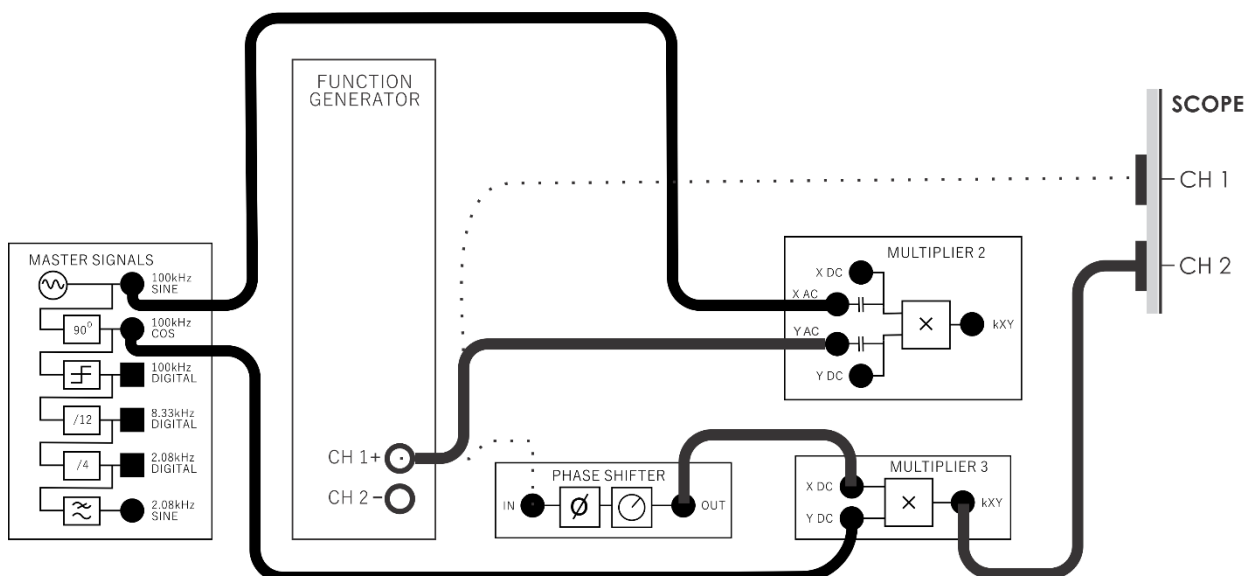 FUNCTION
GENERATOR
SCOPE
CH 1
CH 2
MASTER SIGNALS
100kHz
SINE
90°
100kHz
COS
100kHz
DIGITAL
/12
8.33kHz
DIGITAL
/4
2.08kHz
DIGITAL
2.08kHz
SINE
MULTIPLIER 2
X DC
X AC
Y AC
Y DC
×
kXY
CH 1+
CH 2−
PHASE SHIFTER
IN
Ø
OUT
MULTIPLIER 3
X DC
Y DC
×
kXY